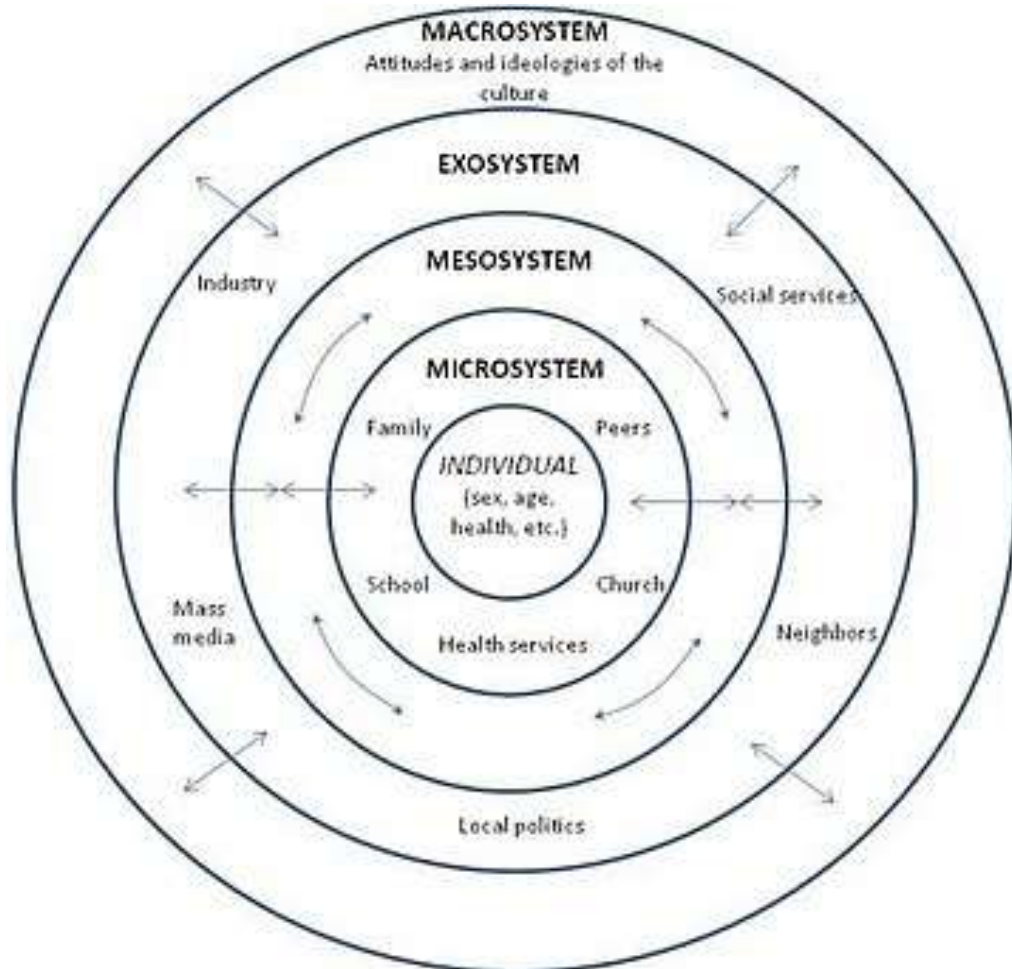 MACROSYSTEM
Attitudes and ideologies of the
culture
EXOSYSTEM
MESOSYSTEM
Industry
Social services
MICROSYSTEM
Family
Peers
INDIVIDUAL
(sex, age,
health, etc.)
School
Church
Mass
media
Neighbors
Health services
Local politics